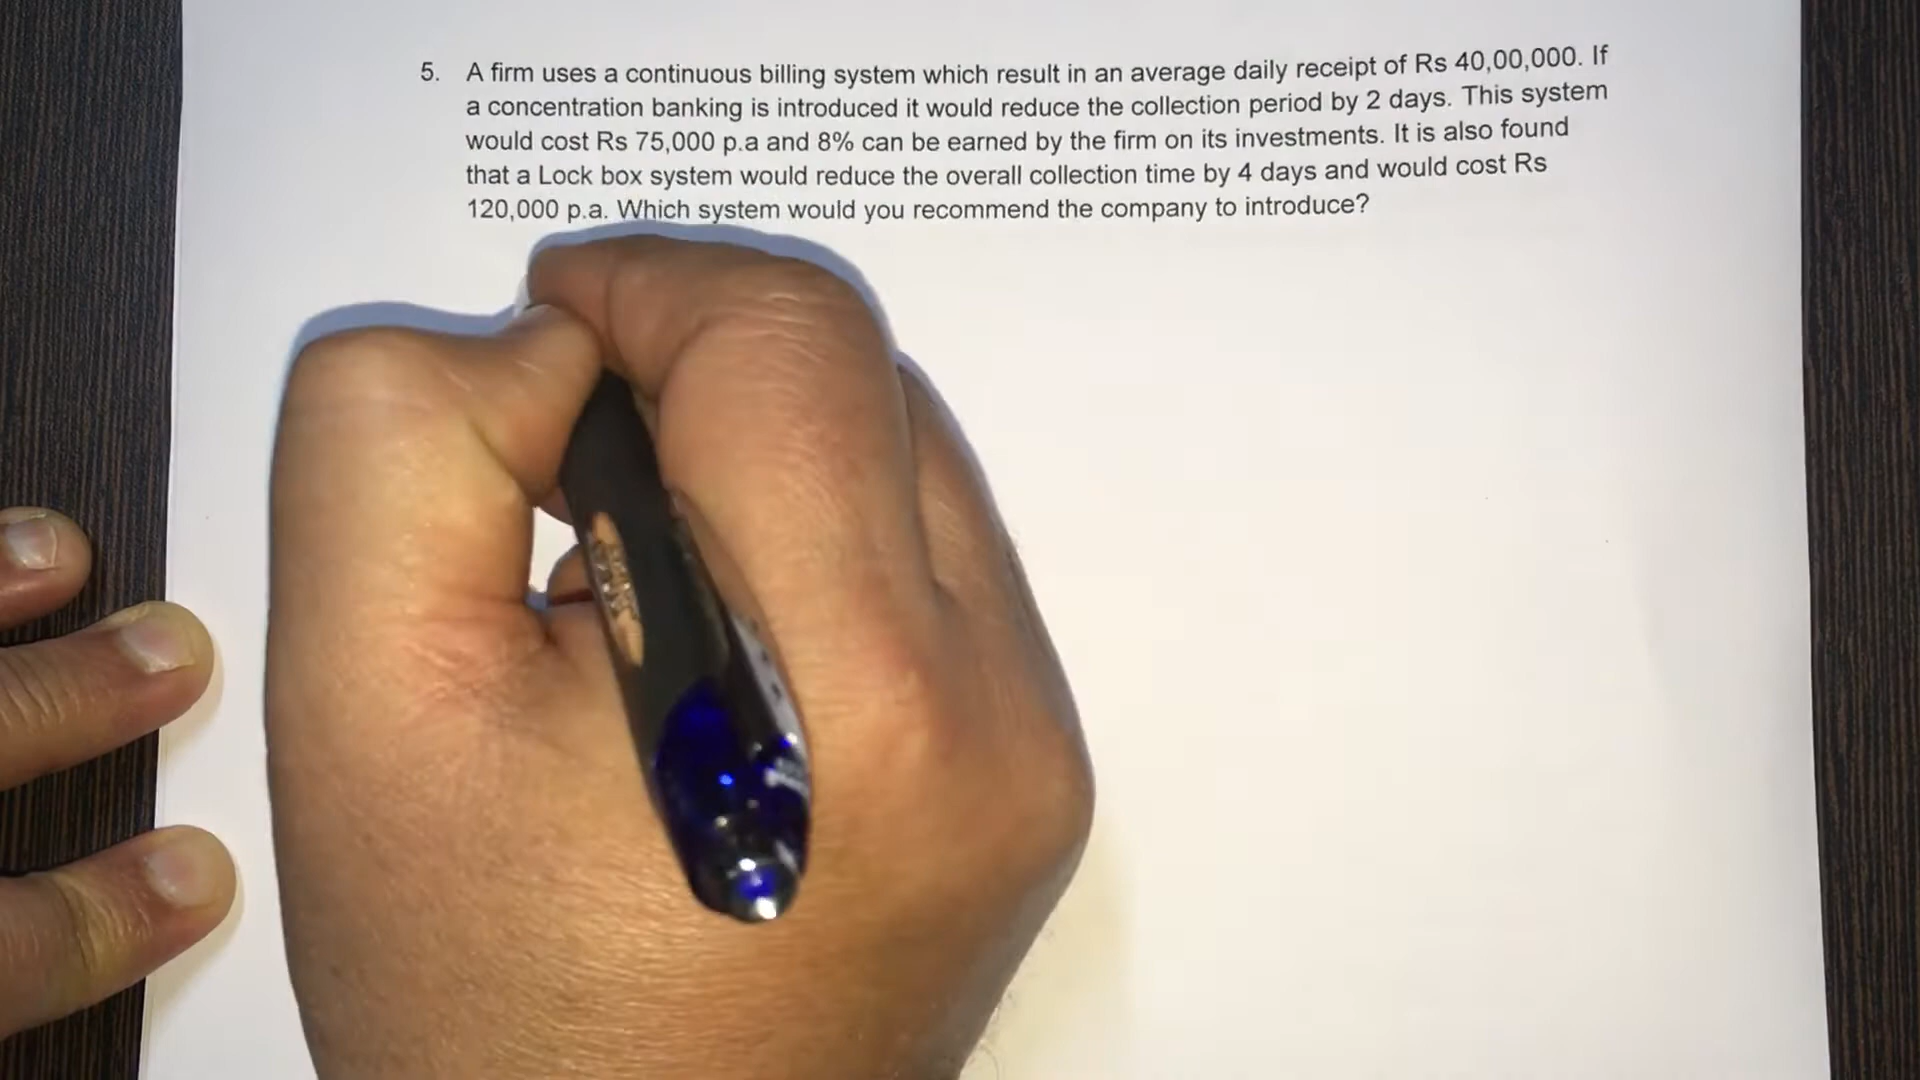 5. A firm uses a continuous billing system which result in an average daily receipt of Rs 40,00,000. If
a concentration banking is introduced it would reduce the collection period by 2 days. This system
would cost Rs 75,000 p.a and 8% can be earned by the firm on its investments. It is also found
that a Lock box system would reduce the overall collection time by 4 days and would cost Rs
120,000 p.a. Which system would you recommend the company to introduce?